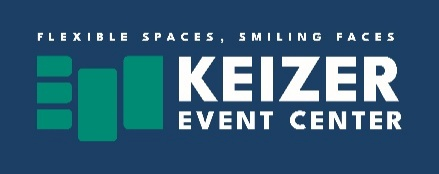 FLEXIBLE SPACES, SMILING FACES
KEIZER
EVENT CENTER